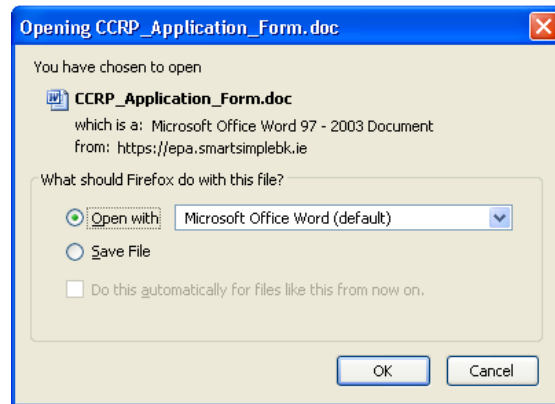 Opening CCRP_Application_Form.doc
You have chosen to open
CCRP_Application_Form.doc
which is a: Microsoft Office Word 97 - 2003 Document
from: https://epa.smartsimplebk.ie
What should Firefox do with this file?
Open with Microsoft Office Word (default)
Save File
Do this automatically for files like this from now on.
OK Cancel